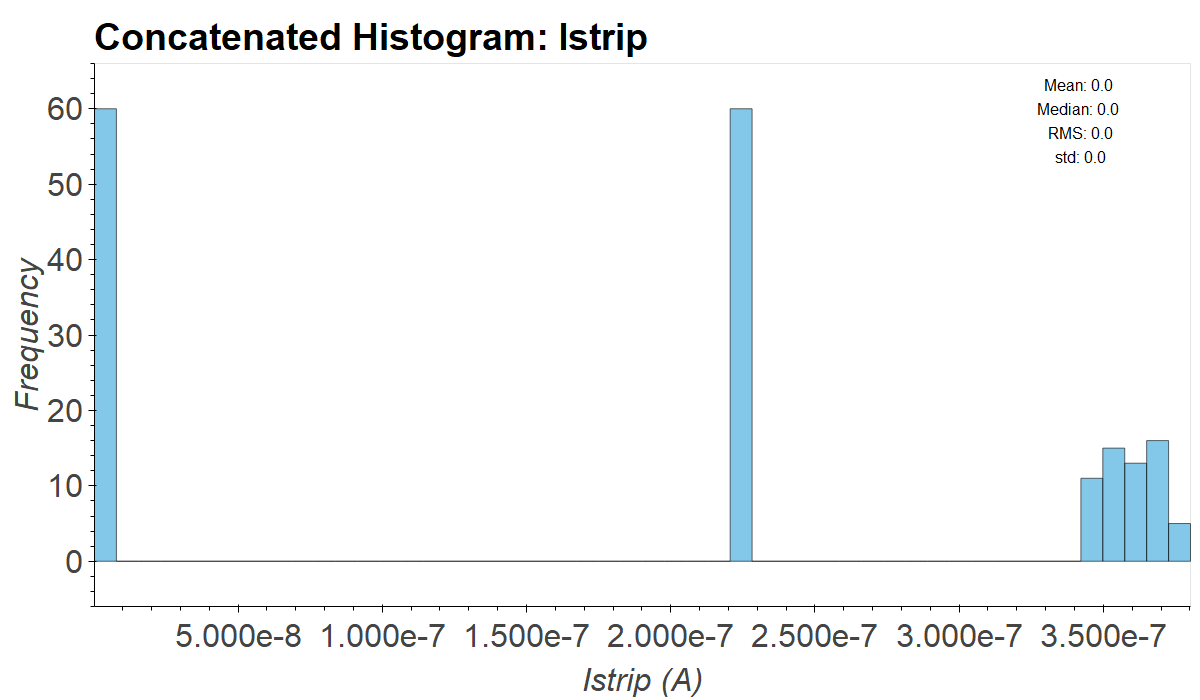 Concatenated Histogram: Istrip
Mean: 0.0
Median: 0.0
RMS: 0.0
std: 0.0
Frequency
60
50
40
30
20
10
0
5.000e-8 1.000e-7 1.500e-7 2.000e-7 2.500e-7 3.000e-7 3.500e-7
Istrip (A)